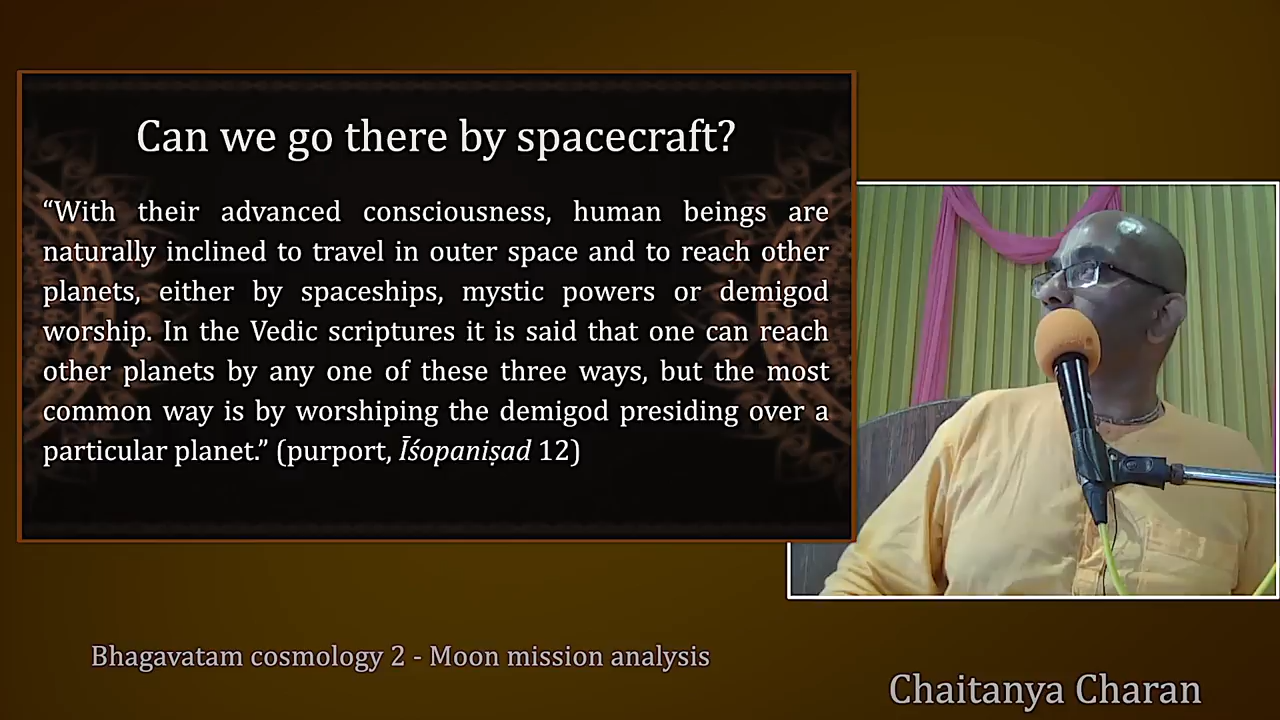 Can we go there by spacecraft?
“With their advanced consciousness, human beings are
naturally inclined to travel in outer space and to reach other
planets, either by spaceships, mystic powers or demigod
worship. In the Vedic scriptures it is said that one can reach
other planets by any one of these three ways, but the most
common way is by worshiping the demigod presiding over a
particular planet.” (purport, Īśopaniṣad 12)
Bhagavatam cosmology 2 - Moon mission analysis
Chaitanya Charan